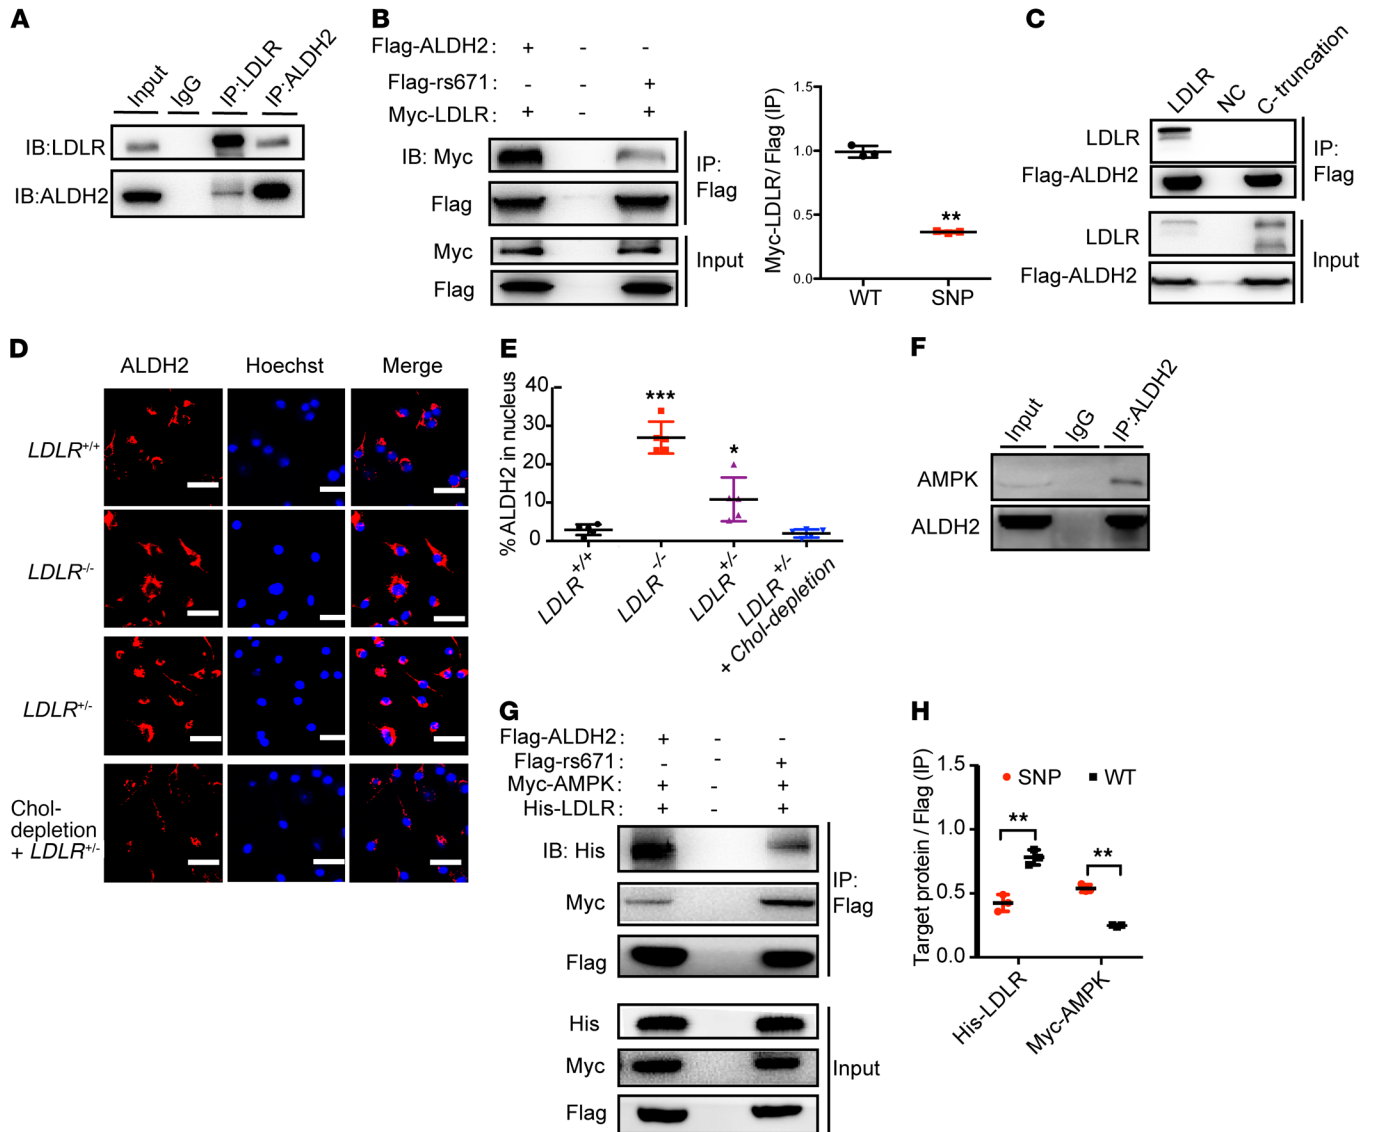 A
Input
IgG
IP:LDLR
IP:ALDH2
IB:LDLR
IB:ALDH2
B
Flag-ALDH2: + - -
Flag-rs671: - - +
Myc-LDLR: + - +
IB: Myc
Flag
IP:
Flag
Myc
Flag
Input
Myc-LDLR/ Flag (IP)
1.5
1.0
0.5
0.0
**
WT
SNP
C
LDLR
NC
C- truncation
LDLR
Flag-ALDH2
IP:
Flag
LDLR
Flag-ALDH2
Input
D
ALDH2
Hoechst
Merge
LDLR+/+
LDLR-/-
LDLR+/-
Chol-
depletion
+ LDLR+/-
E
% ALDH2 in nucleus
40
30
20
10
0
***
*
LDLR+/+
LDLR-/-
LDLR+/-
LDLR+/-
+ Chol-depletion
F
Input
IgG
IP:ALDH2
AMPK
ALDH2
G
Flag-ALDH2: + - -
Flag-rs671: - - +
Myc-AMPK: + - +
His-LDLR: + - +
IB: His
Myc
Flag
IP:
Flag
His
Myc
Flag
Input
H
Target protein / Flag (IP)
1.5
1.0
0.5
0.0
SNP
WT
**
**
His-LDLR
Myc-AMPK